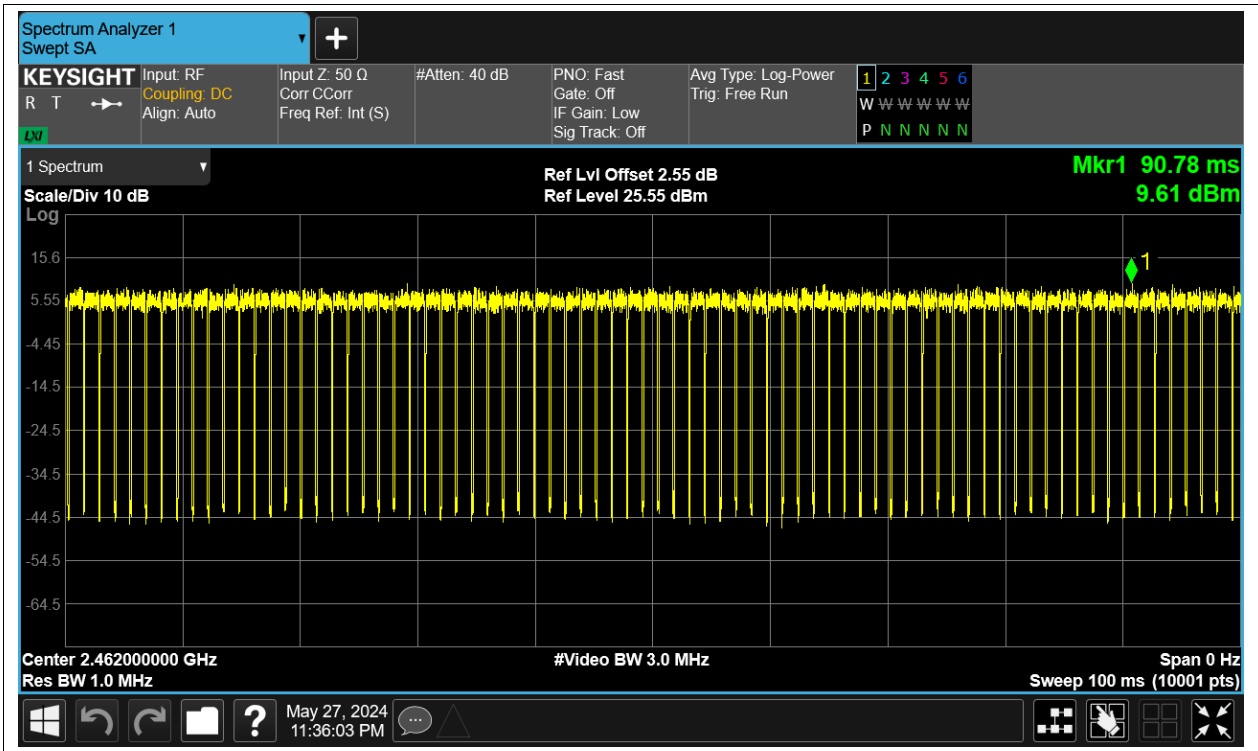 Spectrum Analyzer 1
Swept SA
KEYSIGHT Input: RF Input Z: 50 Ω #Atten: 40 dB PNO: Fast Avg Type: Log-Power 1 2 3 4 5 6
R T Coupling: DC Corr CCorr Gate: Off Trig: Free Run W W W W W W
Align: Auto Freq Ref: Int (S) IF Gain: Low
LXI Sig Track: Off P N N N N N
1 Spectrum Ref Lvl Offset 2.55 dB Mkr1 90.78 ms
Scale/Div 10 dB Ref Level 25.55 dBm 9.61 dBm
Log
15.6
1
5.55
-4.45
-14.5
-24.5
-34.5
-44.5
-54.5
-64.5
Center 2.462000000 GHz #Video BW 3.0 MHz Span 0 Hz
Res BW 1.0 MHz Sweep 100 ms (10001 pts)
? May 27, 2024
11:36:03 PM